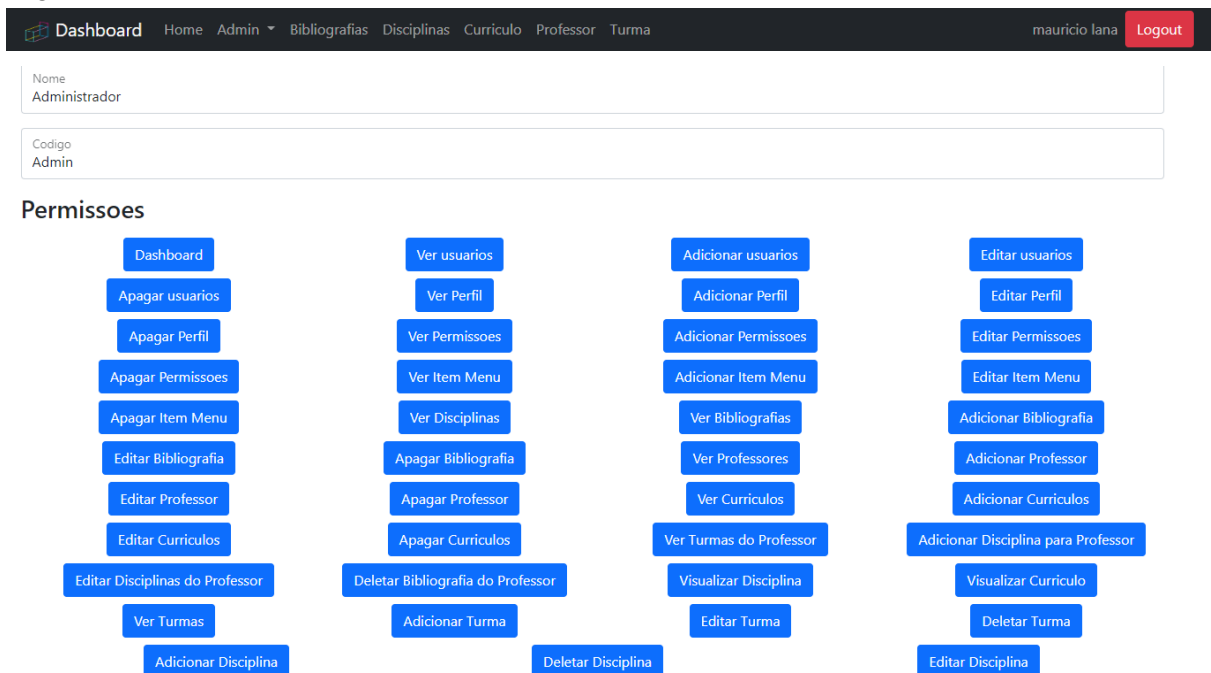 Dashboard Home Admin Bibliografias Disciplinas Curriculo Professor Turma mauricio lana Logout
Nome
Administrador
Codigo
Admin
Permissoes
Dashboard Ver usuarios Adicionar usuarios Editar usuarios
Apagar usuarios Ver Perfil Adicionar Perfil Editar Perfil
Apagar Perfil Ver Permissoes Adicionar Permissoes Editar Permissoes
Apagar Permissoes Ver Item Menu Adicionar Item Menu Editar Item Menu
Apagar Item Menu Ver Disciplinas Ver Bibliografias Adicionar Bibliografia
Editar Bibliografia Apagar Bibliografia Ver Professores Adicionar Professor
Editar Professor Apagar Professor Ver Curriculos Adicionar Curriculos
Editar Curriculos Apagar Curriculos Ver Turmas do Professor Adicionar Disciplina para Professor
Editar Disciplinas do Professor Deletar Bibliografia do Professor Visualizar Disciplina Visualizar Curriculo
Ver Turmas Adicionar Turma Editar Turma Deletar Turma
Adicionar Disciplina Deletar Disciplina Editar Disciplina